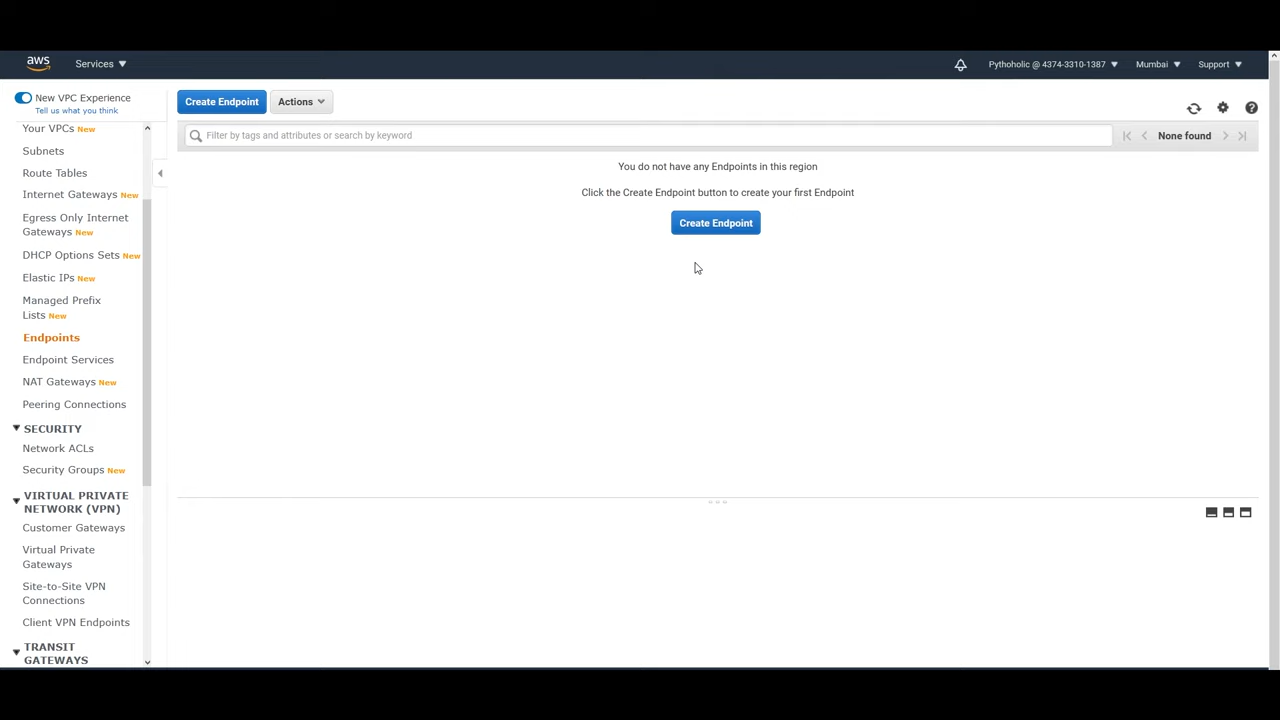 aws
Services
Pythoholic @ 4374-3310-1387
Mumbai
Support
New VPC Experience
Tell us what you think
Your VPCs New
Subnets
Route Tables
Internet Gateways New
Egress Only Internet
Gateways New
DHCP Options Sets New
Elastic IPs New
Managed Prefix
Lists New
Endpoints
Endpoint Services
NAT Gateways New
Peering Connections
SECURITY
Network ACLs
Security Groups New
VIRTUAL PRIVATE
NETWORK (VPN)
Customer Gateways
Virtual Private
Gateways
Site-to-Site VPN
Connections
Client VPN Endpoints
TRANSIT
GATEWAYS
Create Endpoint
Actions
Filter by tags and attributes or search by keyword
None found
You do not have any Endpoints in this region
Click the Create Endpoint button to create your first Endpoint
Create Endpoint